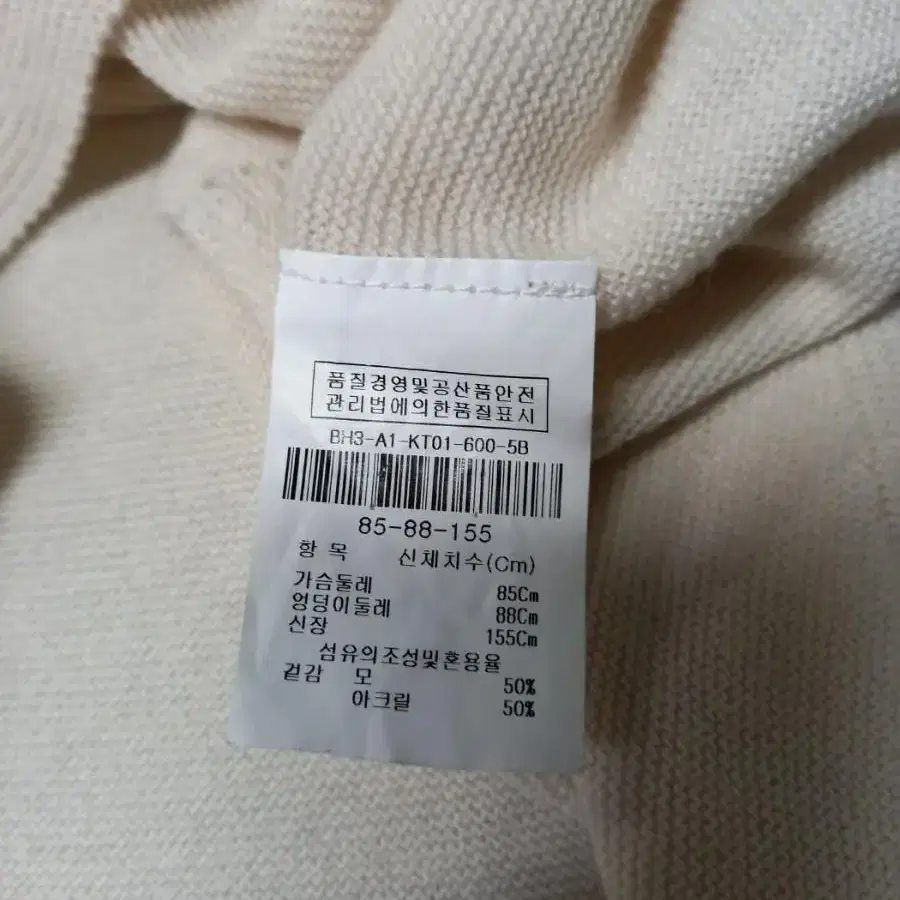 품질경영및공산품안전
관리법에의한품질표시
BH3-A1-KT01-600-5B
85-88-155
항 목 신체치수(Cm)
가슴둘레 85Cm
엉덩이둘레 88Cm
신장 155Cm
섬유의조성및혼용율
겉감 모 50%
아크릴 50%